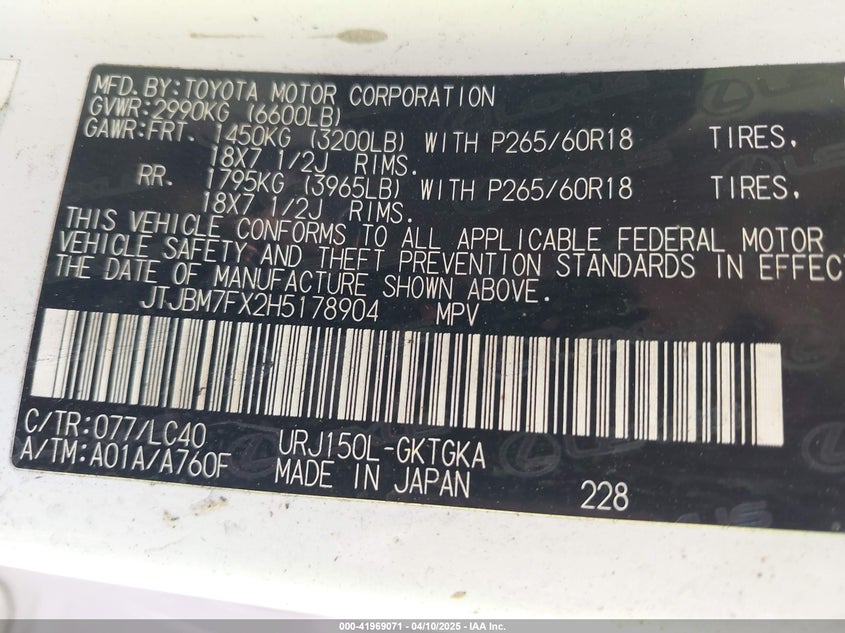 MFD.BY:TOYOTA MOTOR CORPORATION
GVWR:2990KG (6600LB)
GAWR:FRT. 1450KG (3200LB) WITH P265/60R18 TIRES,
18X7 1/2J RIMS.
RR. 1795KG (3965LB) WITH P265/60R18 TIRES,
18X7 1/2J RIMS.
THIS VEHICLE CONFORMS TO ALL APPLICABLE FEDERAL MOTOR
VEHICLE SAFETY AND THEFT PREVENTION STANDARDS IN EFFEC
THE DATE OF MANUFACTURE SHOWN ABOVE.
JTJBM7FX2H5178904 MPV
C/TR:077/LC40 URJ150L-GKTGKA
A/TM:A01A/A760F MADE IN JAPAN 228
000-41969071 | 04/10/2025 - IAA Inc.